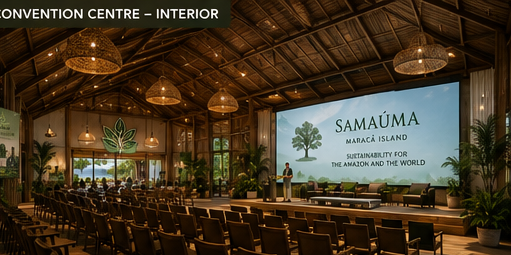 CONVENTION CENTRE – INTERIOR
SAMAÚMA
MARACÁ ISLAND
SUSTAINABILITY FOR
THE AMAZON AND THE WORLD